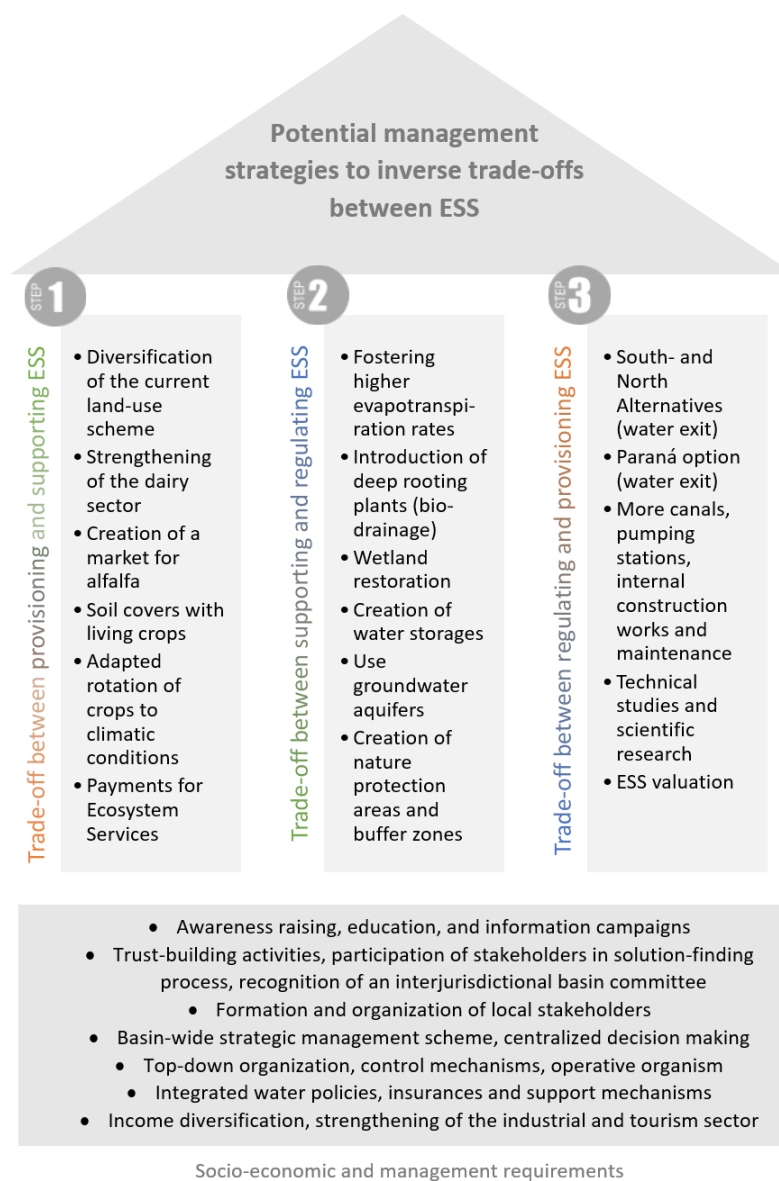 Potential management
strategies to inverse trade-offs
between ESS
STEP 1
Trade-off between provisioning and supporting ESS
• Diversification
of the current
land-use
scheme
• Strengthening
of the dairy
sector
• Creation of a
market for
alfalfa
• Soil covers with
living crops
• Adapted
rotation of
crops to
climatic
conditions
• Payments for
Ecosystem
Services
STEP 2
Trade-off between supporting and regulating ESS
• Fostering
higher
evapotranspi-
ration rates
• Introduction of
deep rooting
plants (bio-
drainage)
• Wetland
restoration
• Creation of
water storages
• Use
groundwater
aquifers
• Creation of
nature
protection
areas and
buffer zones
STEP 3
Trade-off between regulating and provisioning ESS
• South- and
North
Alternatives
(water exit)
• Paraná option
(water exit)
• More canals,
pumping
stations,
internal
construction
works and
maintenance
• Technical
studies and
scientific
research
• ESS valuation
• Awareness raising, education, and information campaigns
• Trust-building activities, participation of stakeholders in solution-finding
process, recognition of an interjurisdictional basin committee
• Formation and organization of local stakeholders
• Basin-wide strategic management scheme, centralized decision making
• Top-down organization, control mechanisms, operative organism
• Integrated water policies, insurances and support mechanisms
• Income diversification, strengthening of the industrial and tourism sector
Socio-economic and management requirements